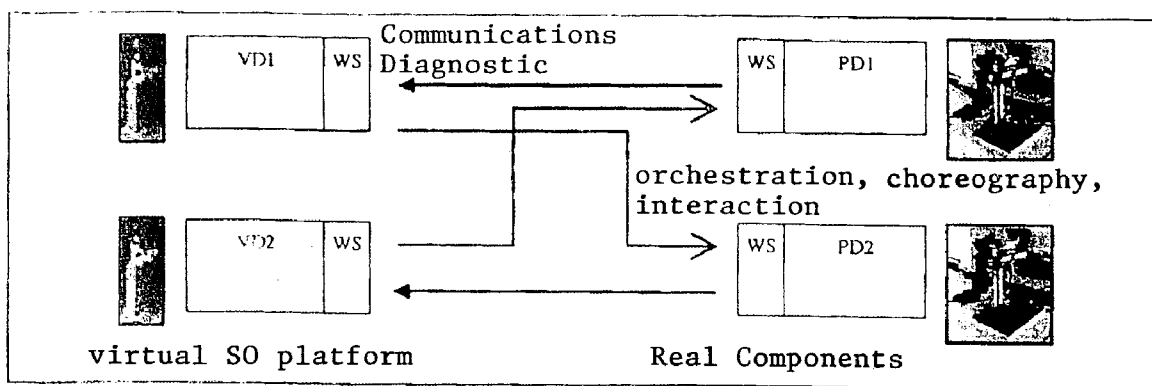 VD1 WS
Communications
Diagnostic
WS PD1
orchestration, choreography,
interaction
VD2 WS
WS PD2
virtual SO platform
Real Components